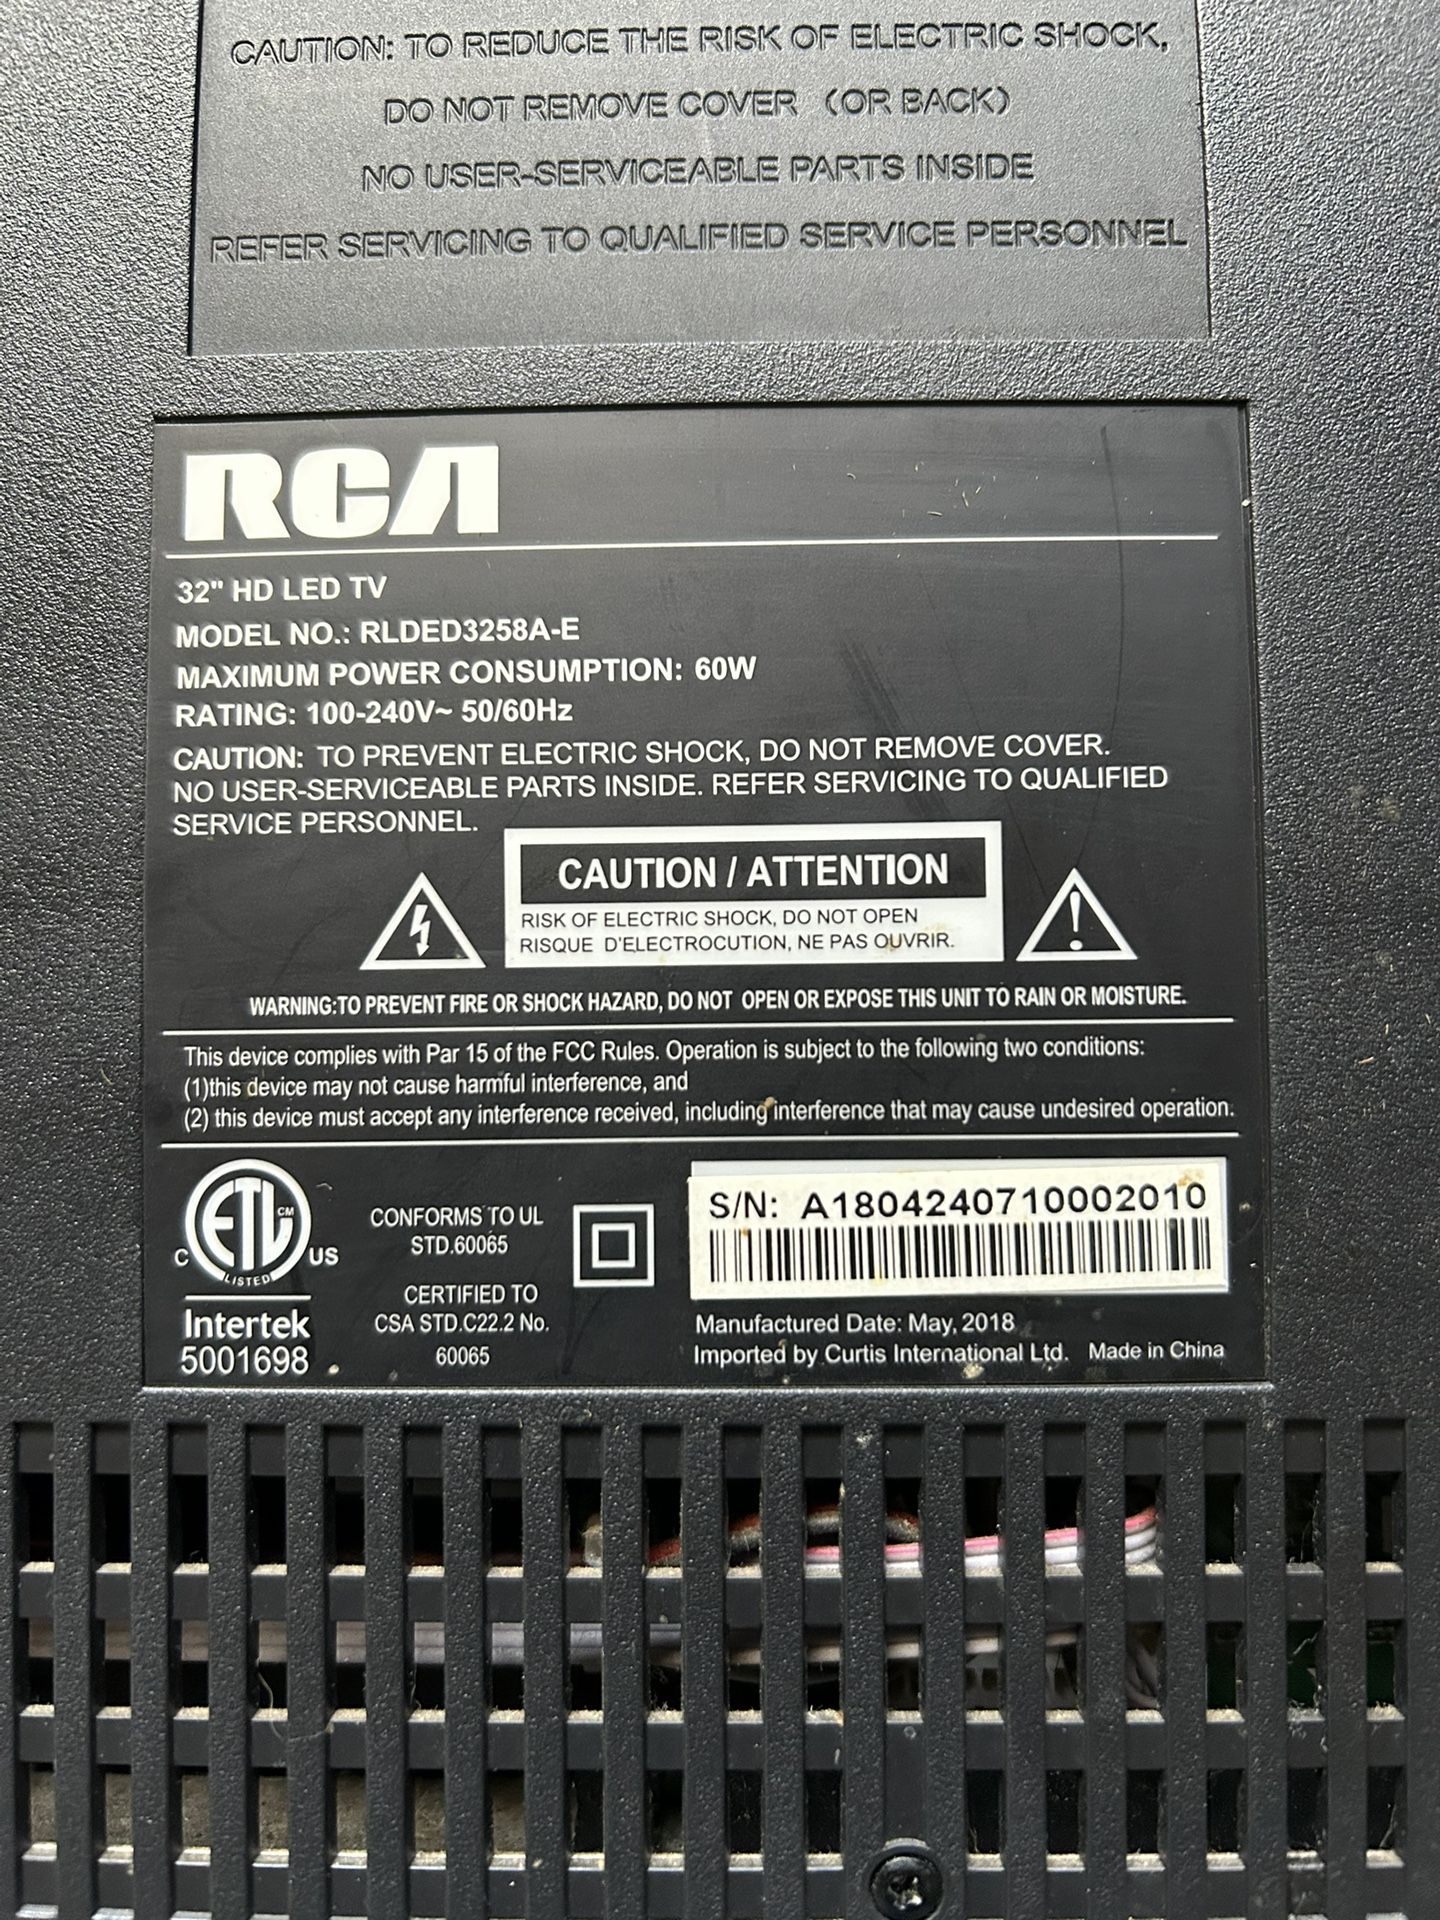 CAUTION: TO REDUCE THE RISK OF ELECTRIC SHOCK,
DO NOT REMOVE COVER (OR BACK)
NO USER-SERVICEABLE PARTS INSIDE
REFER SERVICING TO QUALIFIED SERVICE PERSONNEL
RCA
32" HD LED TV
MODEL NO.: RLDED3258A-E
MAXIMUM POWER CONSUMPTION: 60W
RATING: 100-240V~ 50/60Hz
CAUTION: TO PREVENT ELECTRIC SHOCK, DO NOT REMOVE COVER.
NO USER-SERVICEABLE PARTS INSIDE. REFER SERVICING TO QUALIFIED
SERVICE PERSONNEL.
CAUTION / ATTENTION
RISK OF ELECTRIC SHOCK, DO NOT OPEN
RISQUE D'ELECTROCUTION, NE PAS OUVRIR.
WARNING:TO PREVENT FIRE OR SHOCK HAZARD, DO NOT OPEN OR EXPOSE THIS UNIT TO RAIN OR MOISTURE.
This device complies with Par 15 of the FCC Rules. Operation is subject to the following two conditions:
(1)this device may not cause harmful interference, and
(2) this device must accept any interference received, including interference that may cause undesired operation.
C ETL CM US
LISTED
Intertek
5001698
CONFORMS TO UL
STD.60065
CERTIFIED TO
CSA STD.C22.2 No.
60065
S/N: A1804240710002010
Manufactured Date: May, 2018
Imported by Curtis International Ltd. Made in China